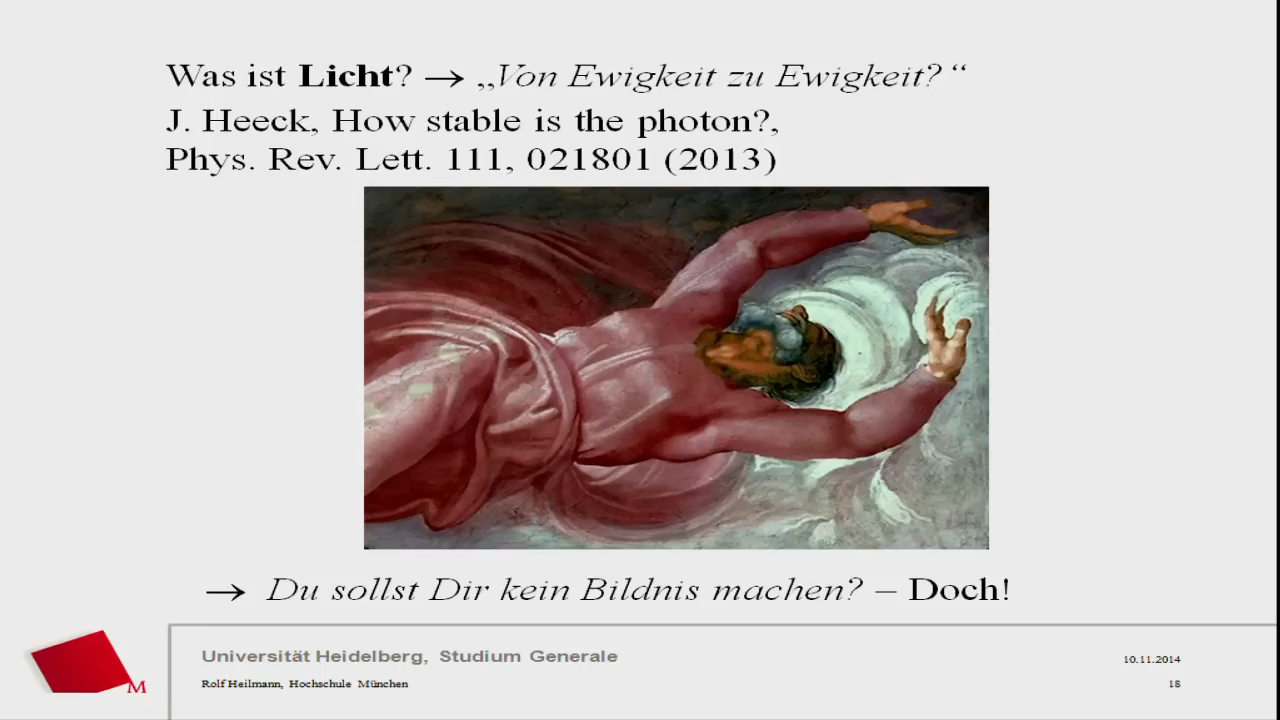 Was ist Licht? → „Von Ewigkeit zu Ewigkeit?“
J. Heeck, How stable is the photon?,
Phys. Rev. Lett. 111, 021801 (2013)
→ Du sollst Dir kein Bildnis machen? – Doch!
M
Universität Heidelberg, Studium Generale
10.11.2014
Rolf Heilmann, Hochschule München
18